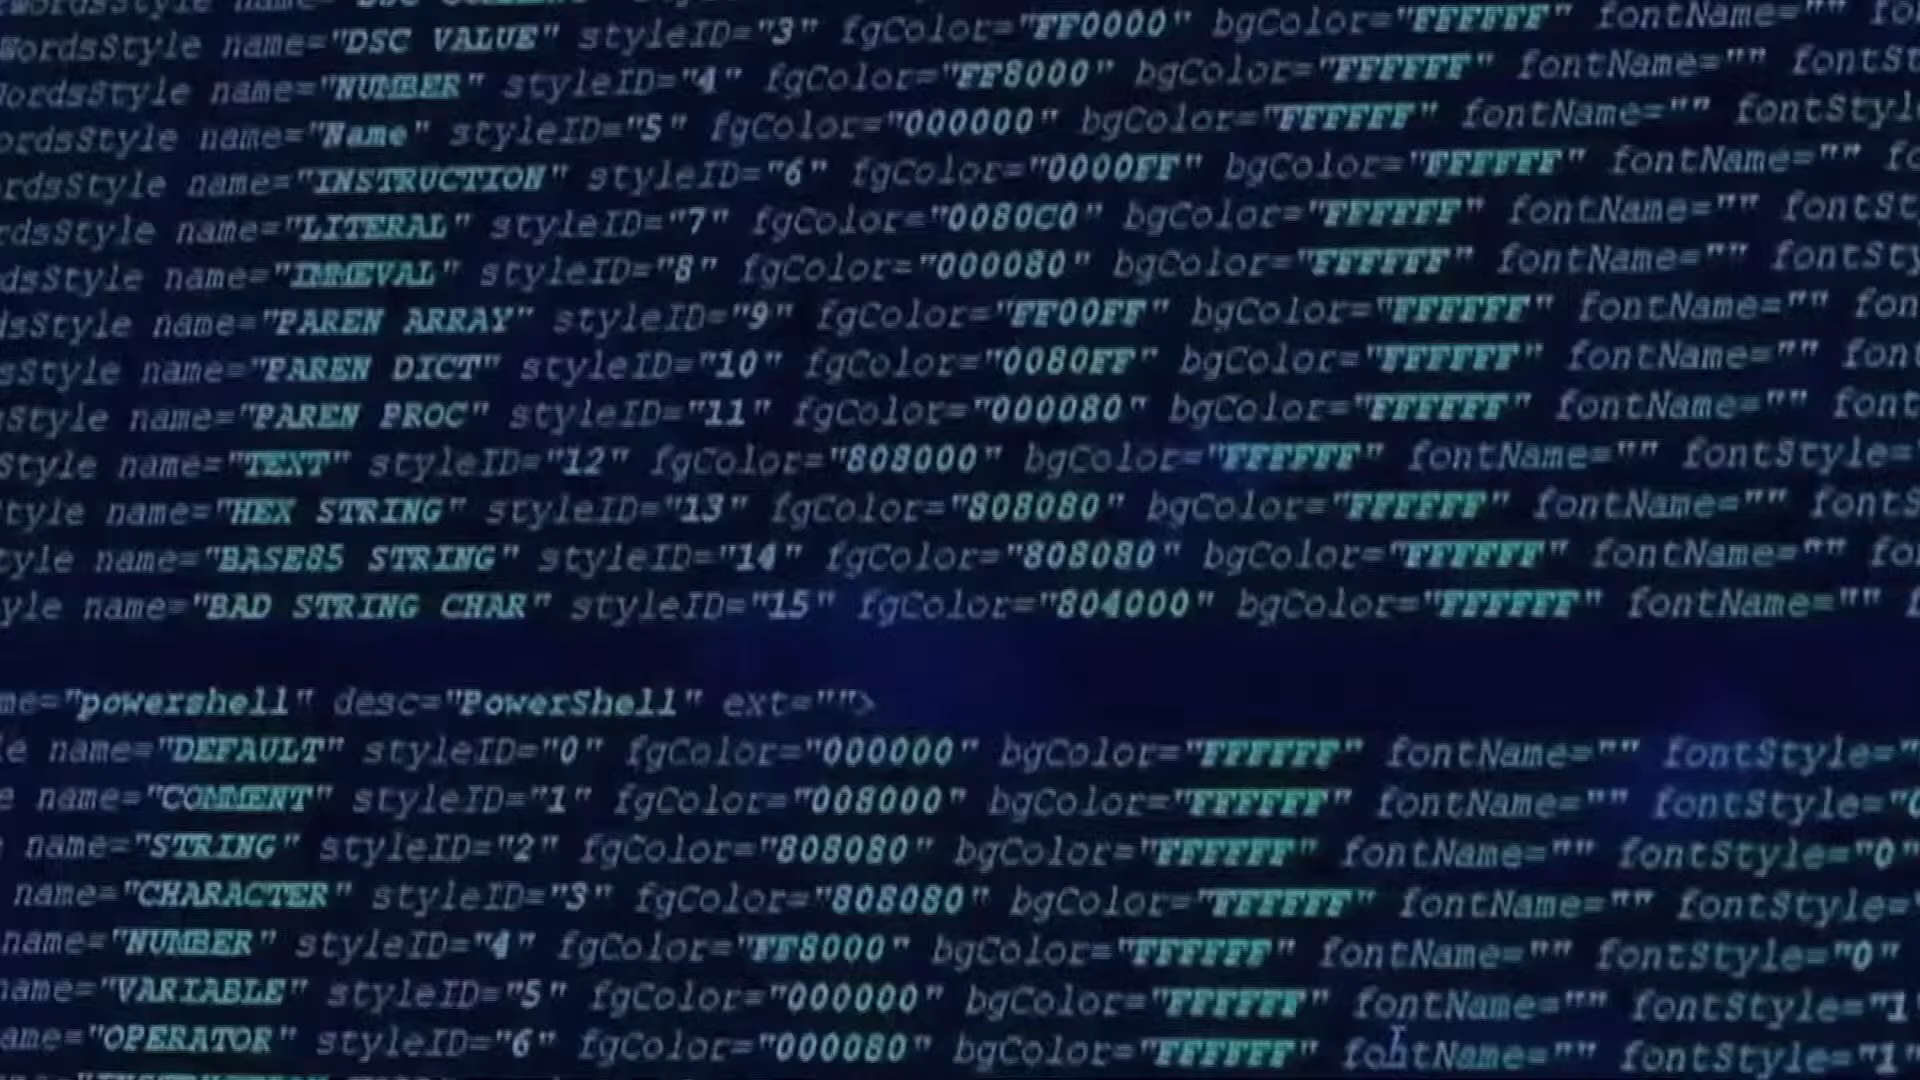 wordsStyle name="DSC COMMENT"
WordsStyle name="DSC VALUE" styleID="3" fgColor="FF0000" bgColor="FFFFFF" fontName="" fo
WordsStyle name="NUMBER" styleID="4" fgColor="FF8000" bgColor="FFFFFF" fontName="" fontSt
ordsStyle name="Name" styleID="5" fgColor="000000" bgColor="FFFFFF" fontName="" fontStyl
rdsStyle name="INSTRUCTION" styleID="6" fgColor="0000FF" bgColor="FFFFFF" fontName="" fo
rdsStyle name="LITERAL" styleID="7" fgColor="0080C0" bgColor="FFFFFF" fontName="" fontSt
dsStyle name="IMMEVAL" styleID="8" fgColor="000080" bgColor="FFFFFF" fontName="" fontSty
dsStyle name="PAREN ARRAY" styleID="9" fgColor="FF00FF" bgColor="FFFFFF" fontName="" fon
sStyle name="PAREN DICT" styleID="10" fgColor="0080FF" bgColor="FFFFFF" fontName="" font
sStyle name="PAREN PROC" styleID="11" fgColor="000080" bgColor="FFFFFF" fontName="" font
Style name="TEXT" styleID="12" fgColor="808000" bgColor="FFFFFF" fontName="" fontStyle="
tyle name="HEX STRING" styleID="13" fgColor="808080" bgColor="FFFFFF" fontName="" fontS
tyle name="BASE85 STRING" styleID="14" fgColor="808080" bgColor="FFFFFF" fontName="" fo
yle name="BAD STRING CHAR" styleID="15" fgColor="804000" bgColor="FFFFFF" fontName="" f
me="powershell" desc="PowerShell" ext="">
le name="DEFAULT" styleID="0" fgColor="000000" bgColor="FFFFFF" fontName="" fontStyle="
e name="COMMENT" styleID="1" fgColor="008000" bgColor="FFFFFF" fontName="" fontStyle="0
name="STRING" styleID="2" fgColor="808080" bgColor="FFFFFF" fontName="" fontStyle="0"
name="CHARACTER" styleID="3" fgColor="808080" bgColor="FFFFFF" fontName="" fontStyle="
name="NUMBER" styleID="4" fgColor="FF8000" bgColor="FFFFFF" fontName="" fontStyle="0"
name="VARIABLE" styleID="5" fgColor="000000" bgColor="FFFFFF" fontName="" fontStyle="1
ame="OPERATOR" styleID="6" fgColor="000080" bgColor="FFFFFF" fontName="" fontStyle="1"